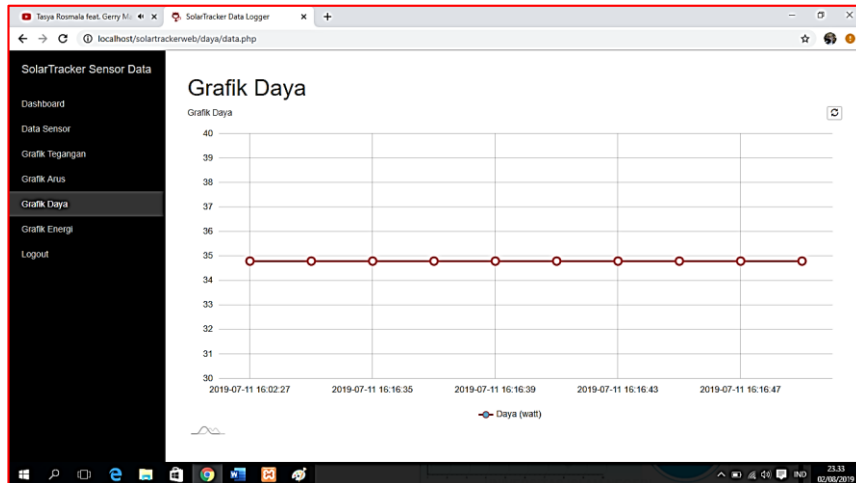 Tasya Rosmala feat. Gerry M
SolarTracker Data Logger
localhost/solartrackerweb/daya/data.php
SolarTracker Sensor Data
Dashboard
Data Sensor
Grafik Tegangan
Grafik Arus
Grafik Daya
Grafik Energi
Logout
Grafik Daya
Grafik Daya
40
39
38
37
36
35
34
33
32
31
30
2019-07-11 16:02:27 2019-07-11 16:16:35 2019-07-11 16:16:39 2019-07-11 16:16:43 2019-07-11 16:16:47
Daya (watt)
IND
23.33
02/08/2019